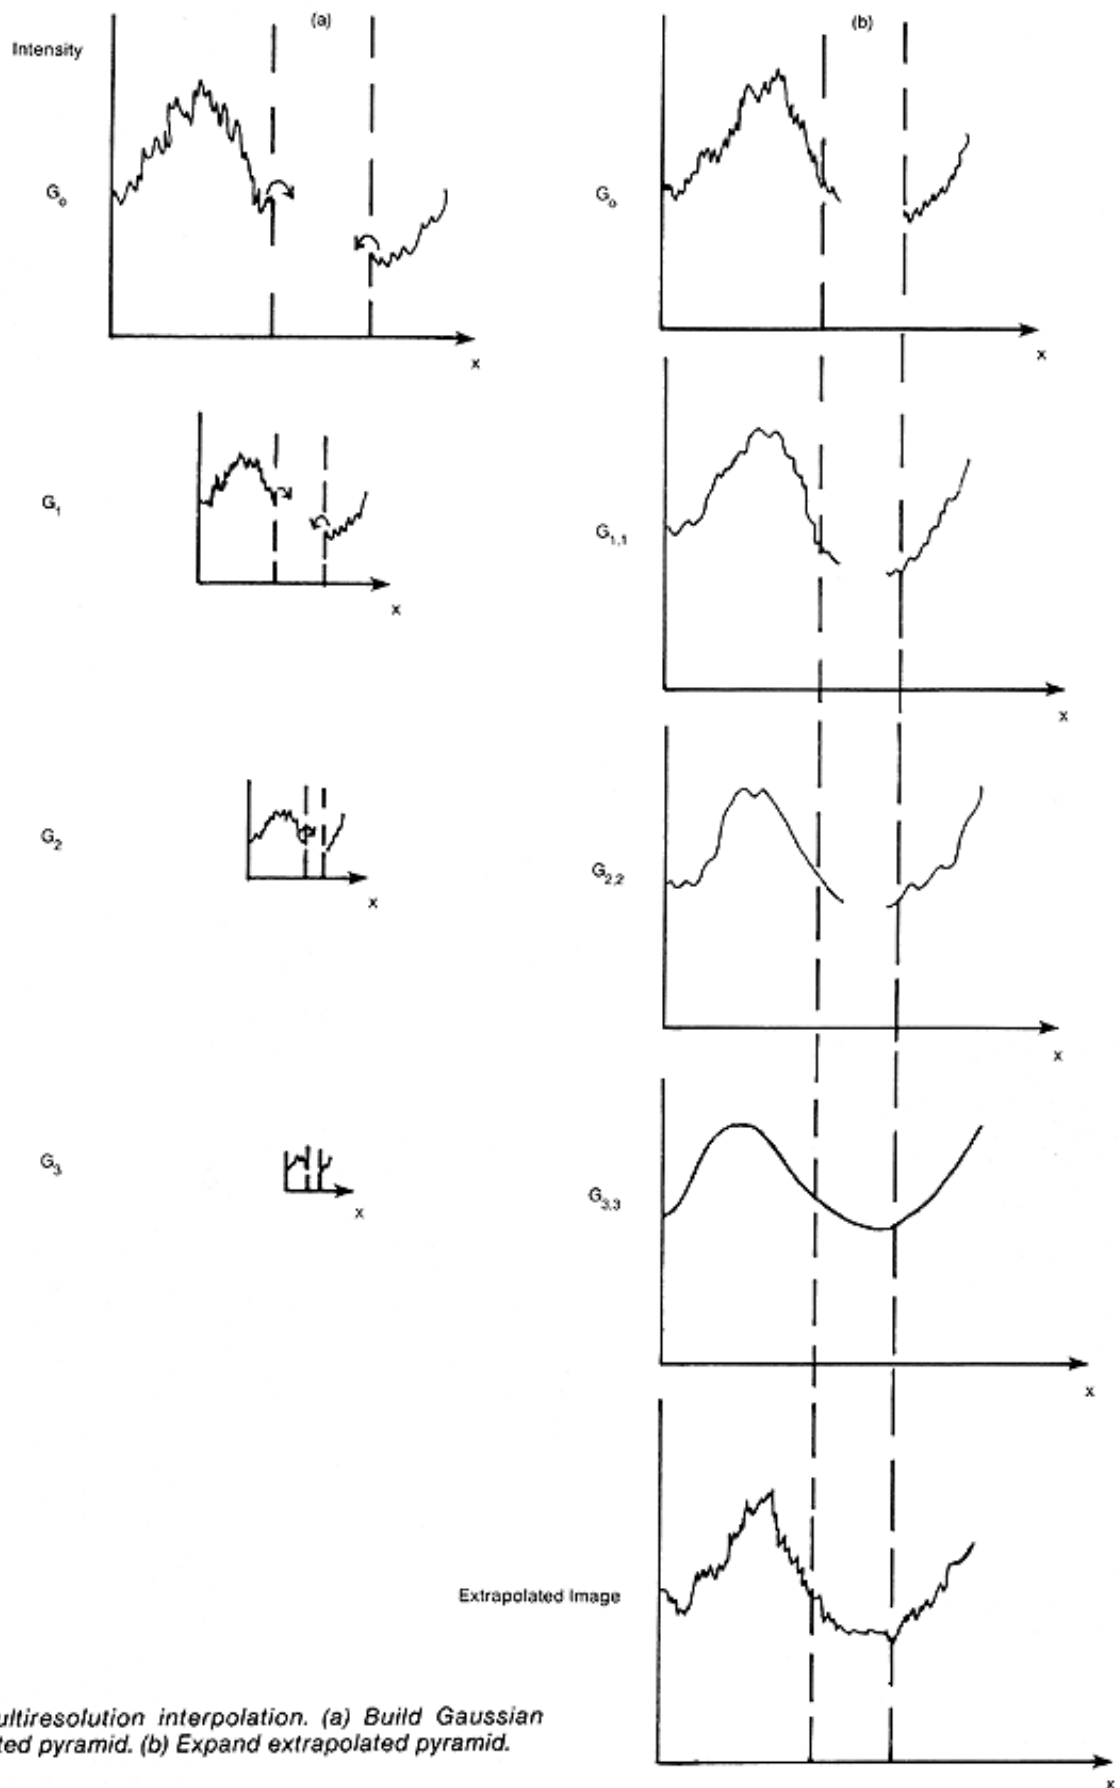 (a)
(b)
Intensity
G₀
x
G₀
x
G₁
x
G₁,₁
x
G₂
x
G₂,₂
x
G₃
x
G₃,₃
x
Extrapolated Image
x
ultiresolution interpolation. (a) Build Gaussian
ted pyramid. (b) Expand extrapolated pyramid.